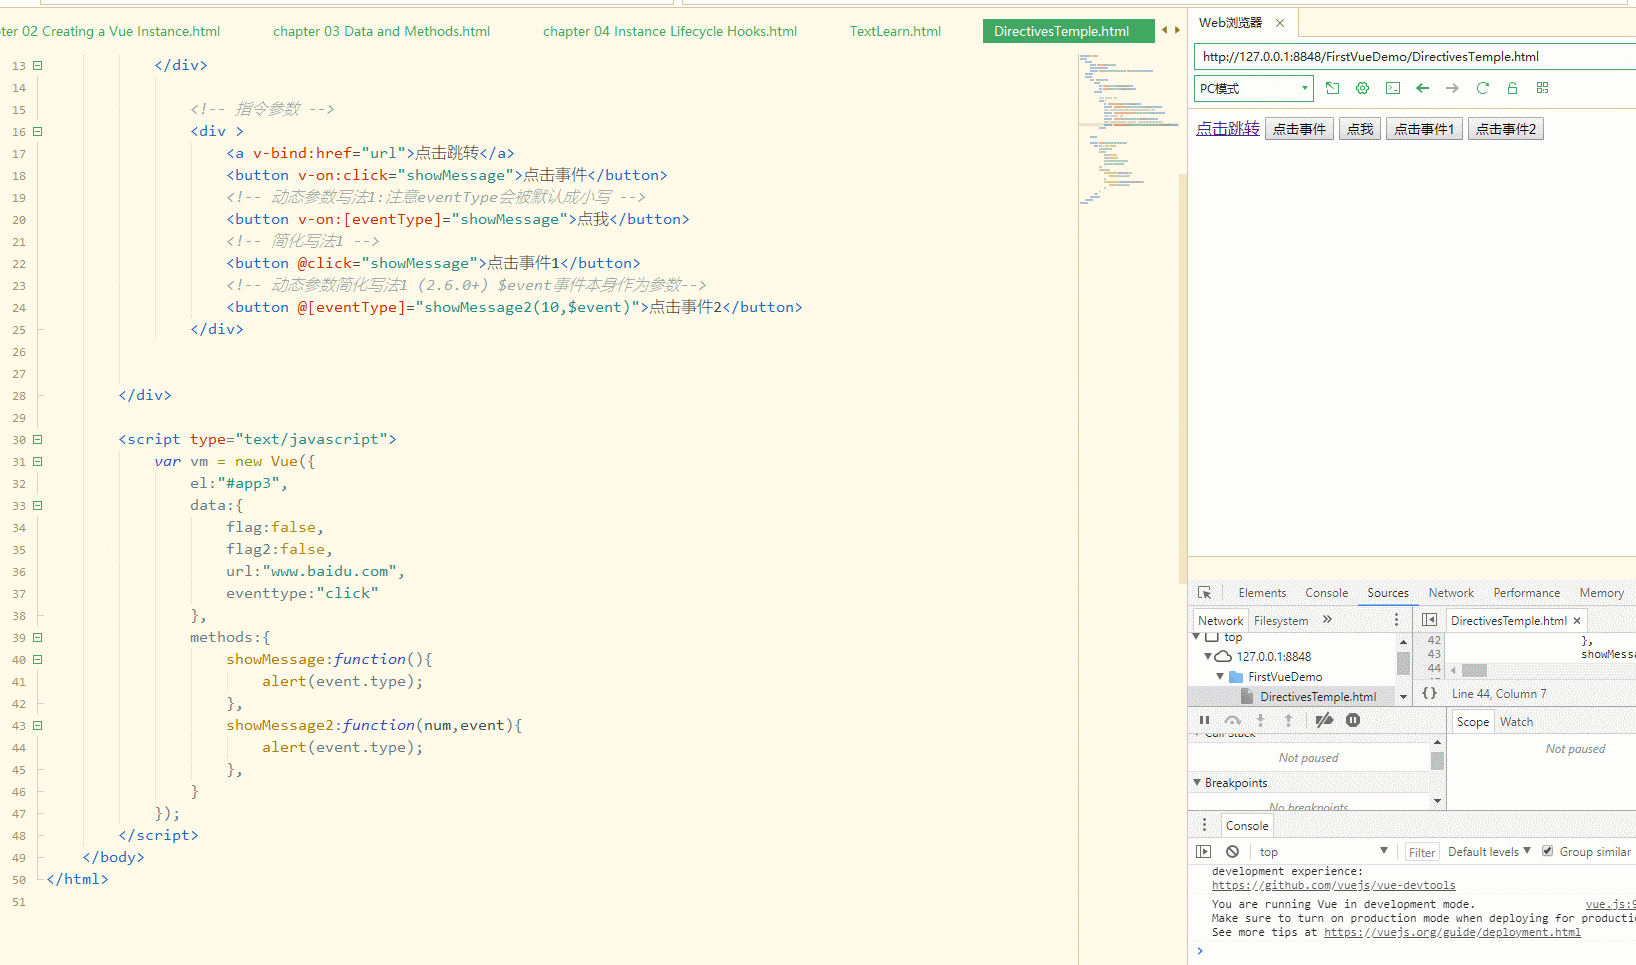 ter 02 Creating a Vue Instance.html
chapter 03 Data and Methods.html
chapter 04 Instance Lifecycle Hooks.html
TextLearn.html
DirectivesTemple.html
13 </div>
14
15 <!-- 指令参数 -->
16 <div >
17 <a v-bind:href="url">点击跳转</a>
18 <button v-on:click="showMessage">点击事件</button>
19 <!-- 动态参数写法1:注意eventType会被默认成小写 -->
20 <button v-on:[eventType]="showMessage">点我</button>
21 <!-- 简化写法1 -->
22 <button @click="showMessage">点击事件1</button>
23 <!-- 动态参数简化写法1 (2.6.0+) $event事件本身作为参数-->
24 <button @[eventType]="showMessage2(10,$event)">点击事件2</button>
25 </div>
26
27
28 </div>
29
30 <script type="text/javascript">
31 var vm = new Vue({
32 el:"#app3",
33 data:{
34 flag:false,
35 flag2:false,
36 url:"www.baidu.com",
37 eventtype:"click"
38 },
39 methods:{
40 showMessage:function(){
41 alert(event.type);
42 },
43 showMessage2:function(num,event){
44 alert(event.type);
45 },
46 }
47 });
48 </script>
49 </body>
50 </html>
51
Web浏览器
http://127.0.0.1:8848/FirstVueDemo/DirectivesTemple.html
PC模式
点击跳转 点击事件 点我 点击事件1 点击事件2
Elements Console Sources Network Performance Memory
Network Filesystem »
top
127.0.0.1:8848
FirstVueDemo
DirectivesTemple.html
DirectivesTemple.html ×
42 },
43 showMessa
44
{} Line 44, Column 7
Call Stack
Not paused
Breakpoints
No breakpoints
Scope Watch
Not paused
Console
top Filter Default levels Group similar
development experience:
https://github.com/vuejs/vue-devtools
You are running Vue in development mode. vue.js:9
Make sure to turn on production mode when deploying for producti
See more tips at https://vuejs.org/guide/deployment.html
>